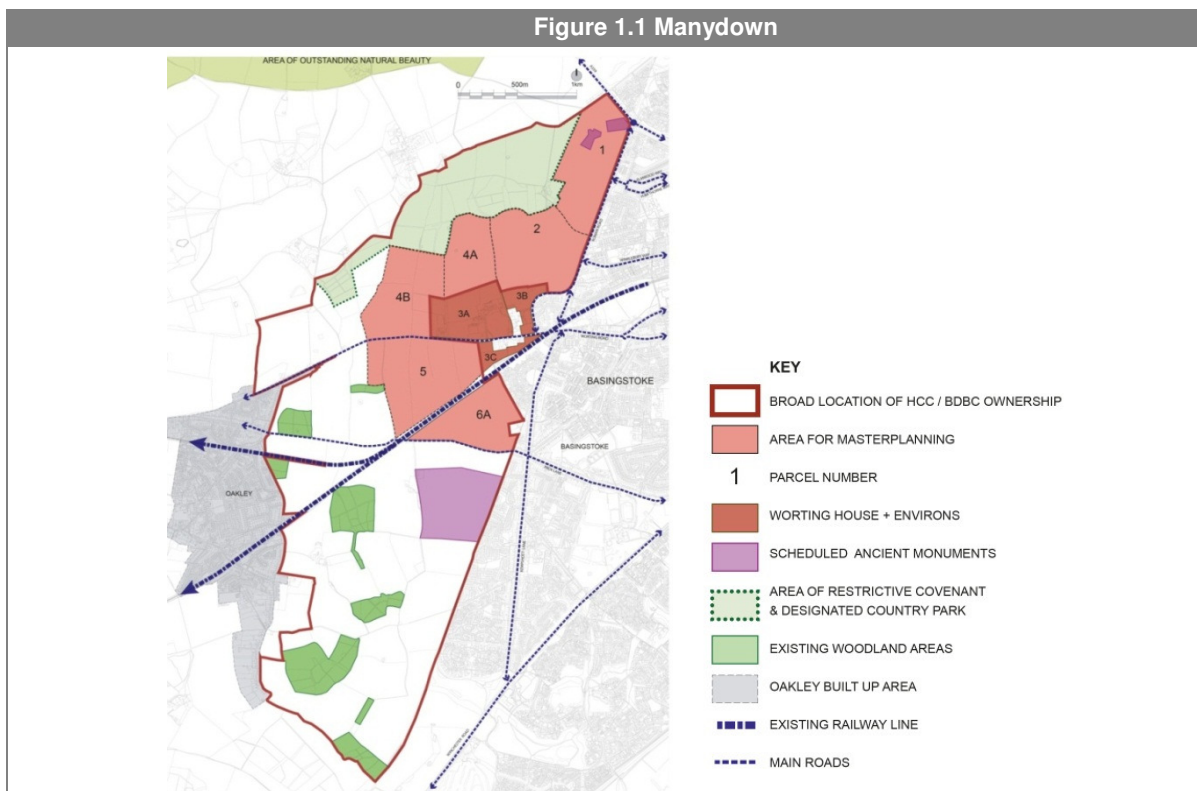 Figure 1.1 Manydown
AREA OF OUTSTANDING NATURAL BEAUTY
0 500m 1km
1
2
4A
4B
3A
3B
3C
5
6A
BASINGSTOKE
BASINGSTOKE
OAKLEY
KEY
BROAD LOCATION OF HCC / BDBC OWNERSHIP
AREA FOR MASTERPLANNING
1 PARCEL NUMBER
WORTING HOUSE + ENVIRONS
SCHEDULED ANCIENT MONUMENTS
AREA OF RESTRICTIVE COVENANT
& DESIGNATED COUNTRY PARK
EXISTING WOODLAND AREAS
OAKLEY BUILT UP AREA
EXISTING RAILWAY LINE
MAIN ROADS